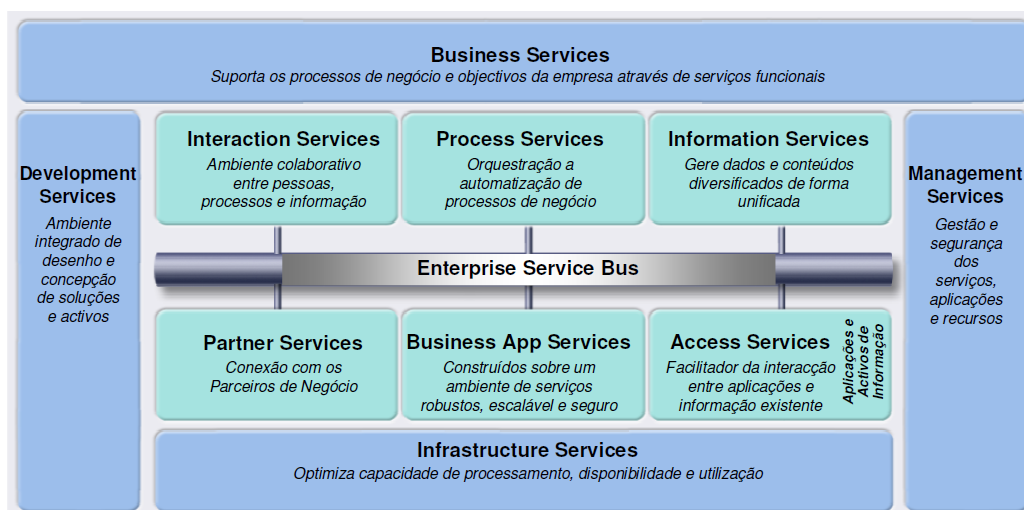 Business Services
Suporta os processos de negócio e objectivos da empresa através de serviços funcionais
Development
Services
Ambiente
integrado de
desenho e
concepção
de soluções
e activos
Interaction Services
Ambiente colaborativo
entre pessoas,
processos e informação
Process Services
Orquestração a
automatização de
processos de negócio
Information Services
Gere dados e conteúdos
diversificados de forma
unificada
Management
Services
Gestão e
segurança
dos
serviços,
aplicações
e recursos
Enterprise Service Bus
Partner Services
Conexão com os
Parceiros de Negócio
Business App Services
Construídos sobre um
ambiente de serviços
robustos, escalável e seguro
Access Services
Facilitador da interacção
entre aplicações e
informação existente
Aplicações e
Activos de
Informação
Infrastructure Services
Optimiza capacidade de processamento, disponibilidade e utilização